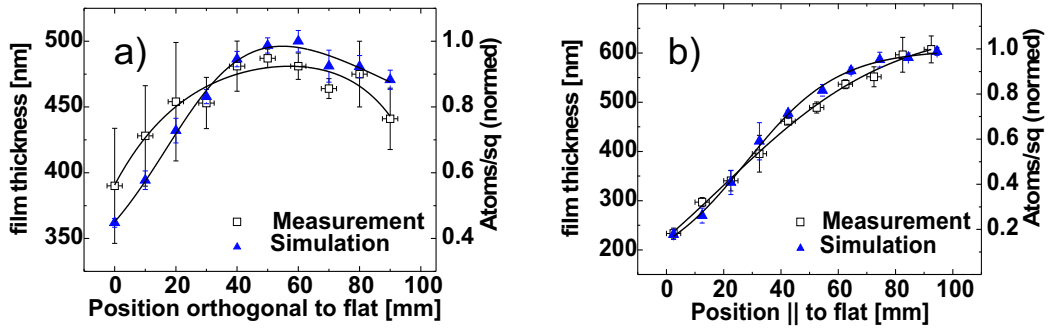 a)
film thickness [nm]
500
450
400
350
1.0
0.8
0.6
0.4
Atoms/sq (normed)
Measurement
Simulation
0 20 40 60 80 100
Position orthogonal to flat [mm]
b)
film thickness [nm]
600
500
400
300
200
1.0
0.8
0.6
0.4
0.2
Atoms/sq (normed)
Measurement
Simulation
0 20 40 60 80 100
Position || to flat [mm]